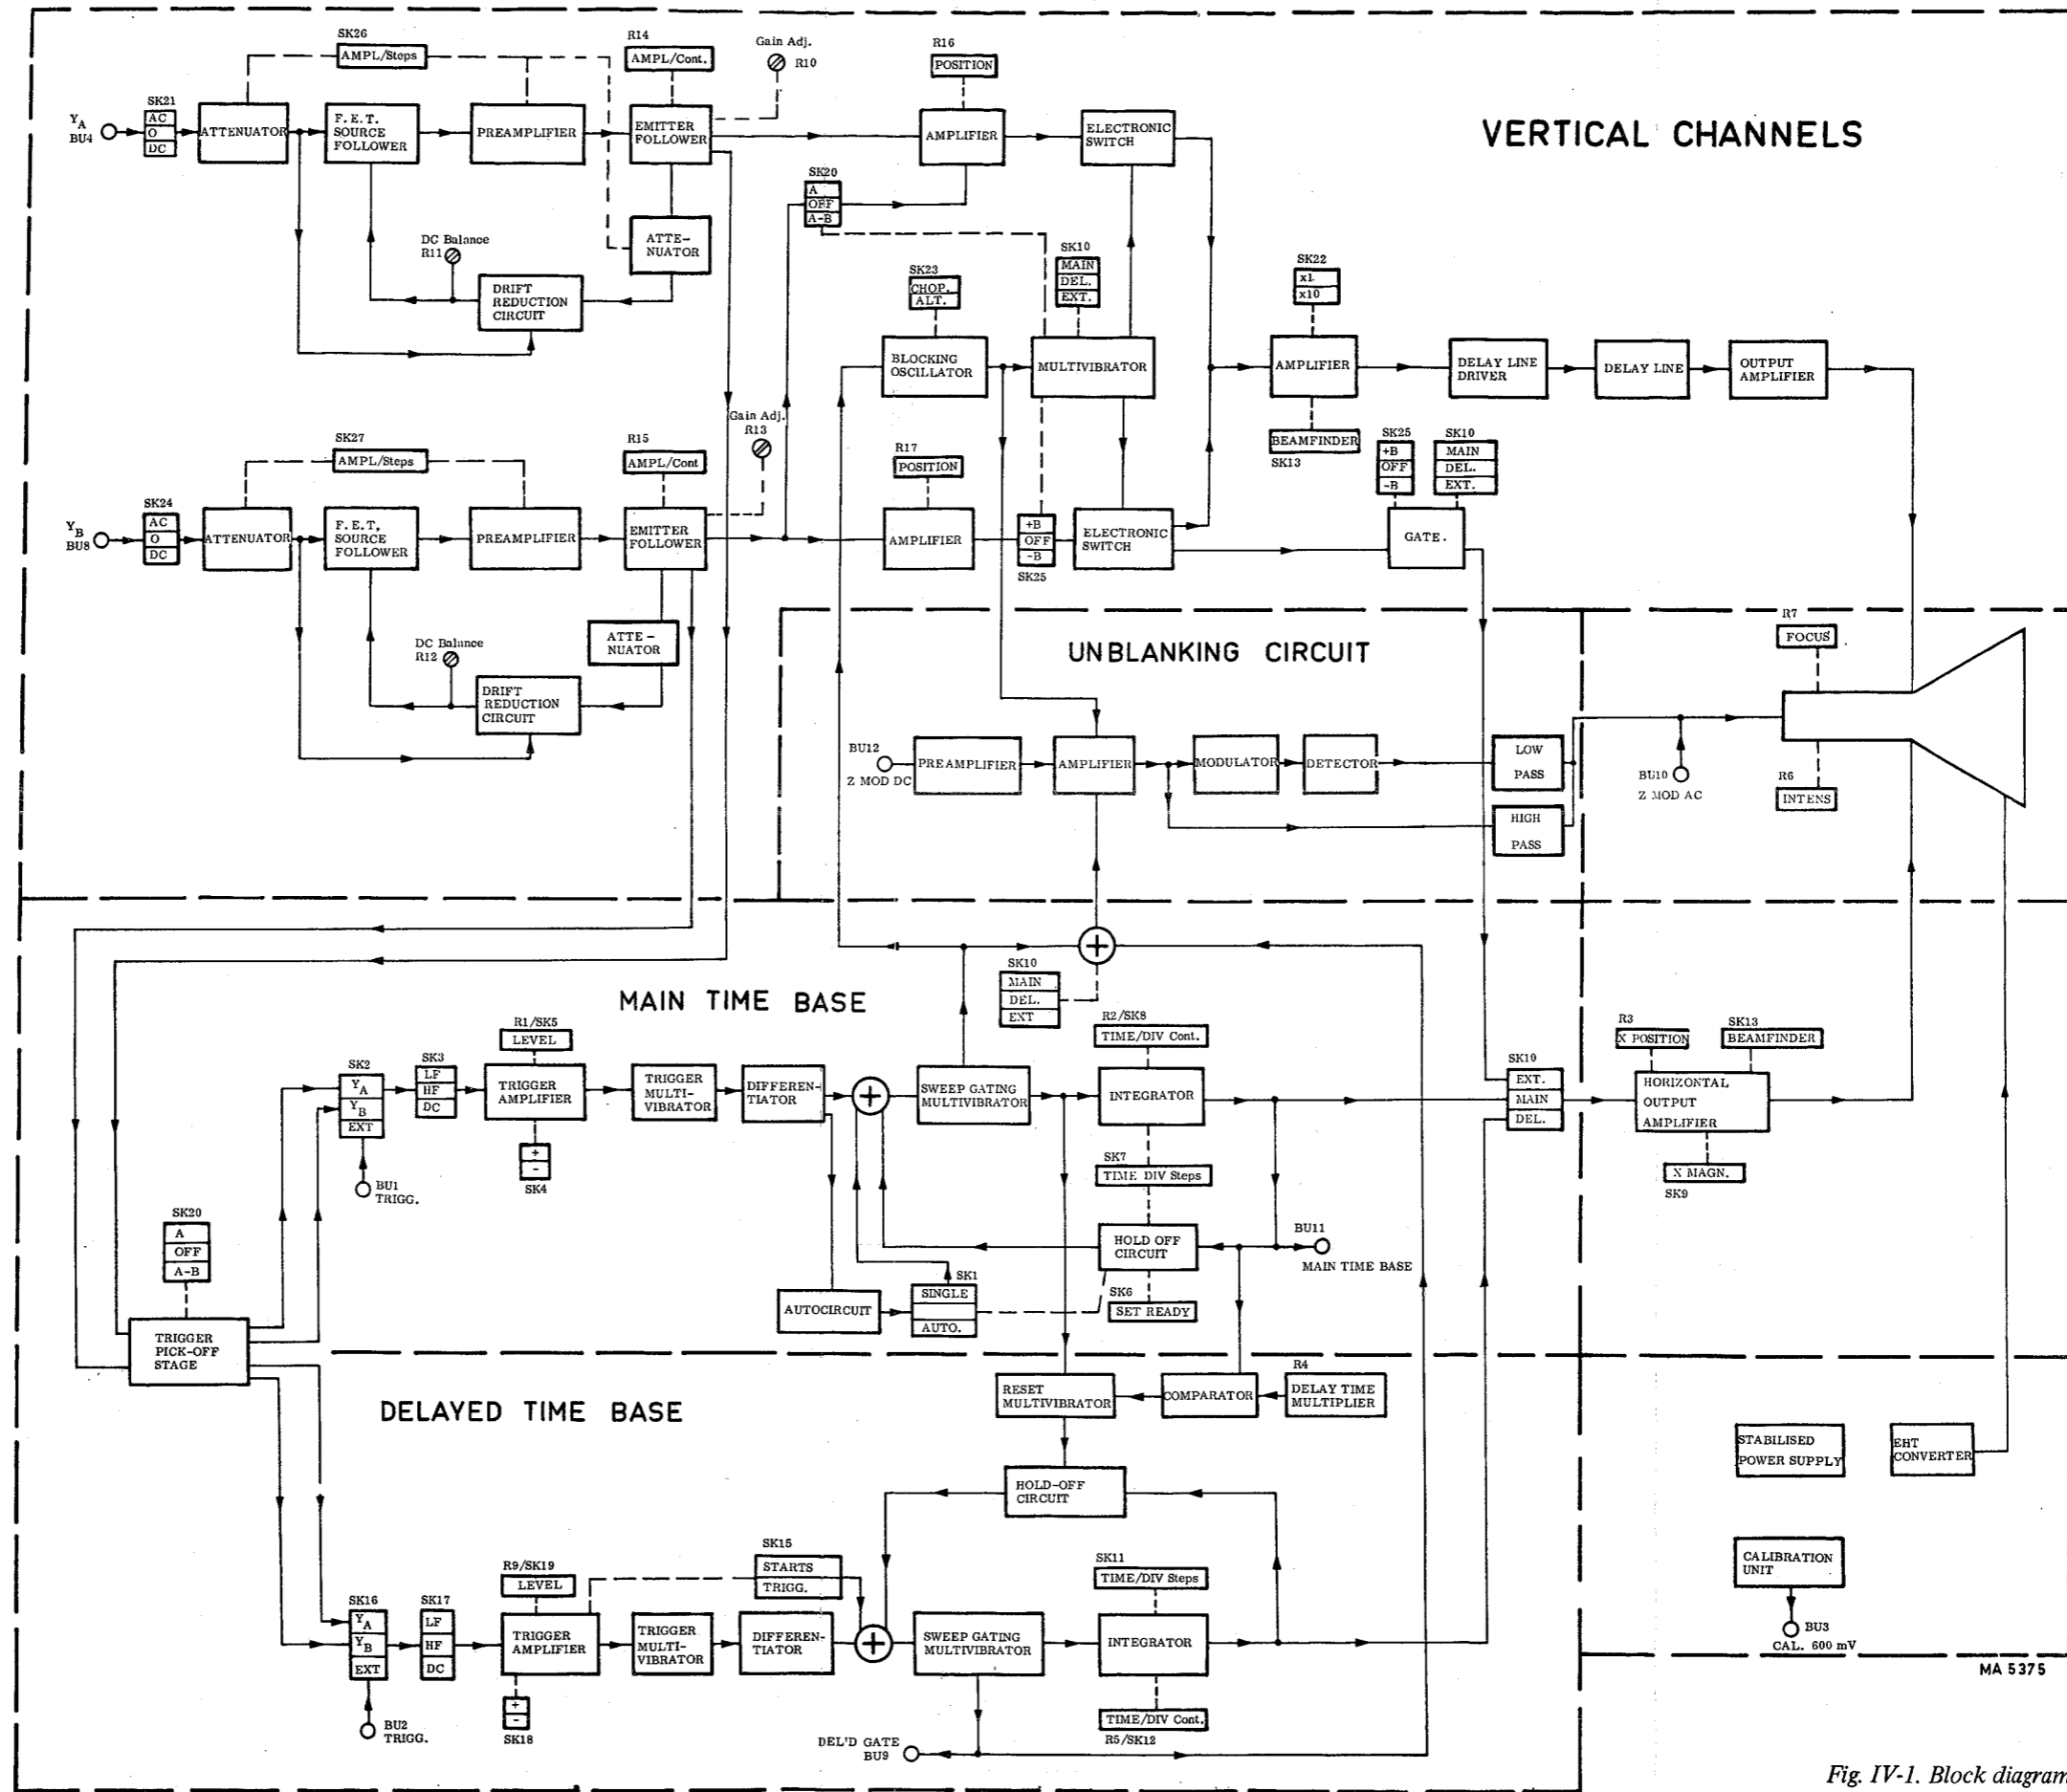 SK26
AMPL/Steps
R14
AMPL/Cont.
Gain Adj.
R10
R16
POSITION
VERTICAL CHANNELS
YA
BU4
SK21
AC
O
DC
ATTENUATOR
F. E. T.
SOURCE
FOLLOWER
PREAMPLIFIER
EMITTER
FOLLOWER
AMPLIFIER
ELECTRONIC
SWITCH
SK20
A
OFF
A-B
ATTE-
NUATOR
DC Balance
R11
DRIFT
REDUCTION
CIRCUIT
SK23
CHOP.
ALT.
SK10
MAIN
DEL.
EXT.
SK22
x1
x10
BLOCKING
OSCILLATOR
MULTIVIBRATOR
AMPLIFIER
DELAY LINE
DRIVER
DELAY LINE
OUTPUT
AMPLIFIER
BEAMFINDER
SK13
SK27
AMPL/Steps
R15
AMPL/Cont
Gain Adj.
R13
R17
POSITION
SK25
+B
OFF
-B
SK10
MAIN
DEL.
EXT.
YB
BU8
SK24
AC
O
DC
ATTENUATOR
F. E. T,
SOURCE
FOLLOWER
PREAMPLIFIER
EMITTER
FOLLOWER
AMPLIFIER
+B
OFF
-B
SK25
ELECTRONIC
SWITCH
GATE.
ATTE -
NUATOR
DC Balance
R12
DRIFT
REDUCTION
CIRCUIT
UNBLANKING CIRCUIT
R7
FOCUS
BU12
Z MOD DC
PREAMPLIFIER
AMPLIFIER
MODULATOR
DETECTOR
LOW
PASS
HIGH
PASS
BU10
Z MOD AC
R6
INTENS
MAIN TIME BASE
SK10
MAIN
DEL.
EXT
R1/SK5
LEVEL
R2/SK8
TIME/DIV Cont.
R3
X POSITION
SK13
BEAMFINDER
SK2
YA
YB
EXT
SK3
LF
HF
DC
TRIGGER
AMPLIFIER
TRIGGER
MULTI-
VIBRATOR
DIFFEREN-
TIATOR
SWEEP GATING
MULTIVIBRATOR
INTEGRATOR
SK10
EXT.
MAIN
DEL.
HORIZONTAL
OUTPUT
AMPLIFIER
X MAGN.
SK9
BU1
TRIGG.
+
-
SK4
SK7
TIME DIV Steps
SK20
A
OFF
A-B
HOLD OFF
CIRCUIT
BU11
MAIN TIME BASE
SK6
SET READY
AUTOCIRCUIT
SK1
SINGLE
AUTO.
TRIGGER
PICK-OFF
STAGE
DELAYED TIME BASE
RESET
MULTIVIBRATOR
COMPARATOR
R4
DELAY TIME
MULTIPLIER
STABILISED
POWER SUPPLY
EHT
CONVERTER
HOLD-OFF
CIRCUIT
SK15
STARTS
TRIGG.
R9/SK19
LEVEL
SK11
TIME/DIV Steps
CALIBRATION
UNIT
BU3
CAL. 600 mV
SK16
YA
YB
EXT
SK17
LF
HF
DC
TRIGGER
AMPLIFIER
TRIGGER
MULTI-
VIBRATOR
DIFFEREN-
TIATOR
SWEEP GATING
MULTIVIBRATOR
INTEGRATOR
MA 5375
BU2
TRIGG.
+
-
SK18
TIME/DIV Cont.
R5/SK12
DEL'D GATE
BU9
Fig. IV-1. Block diagram